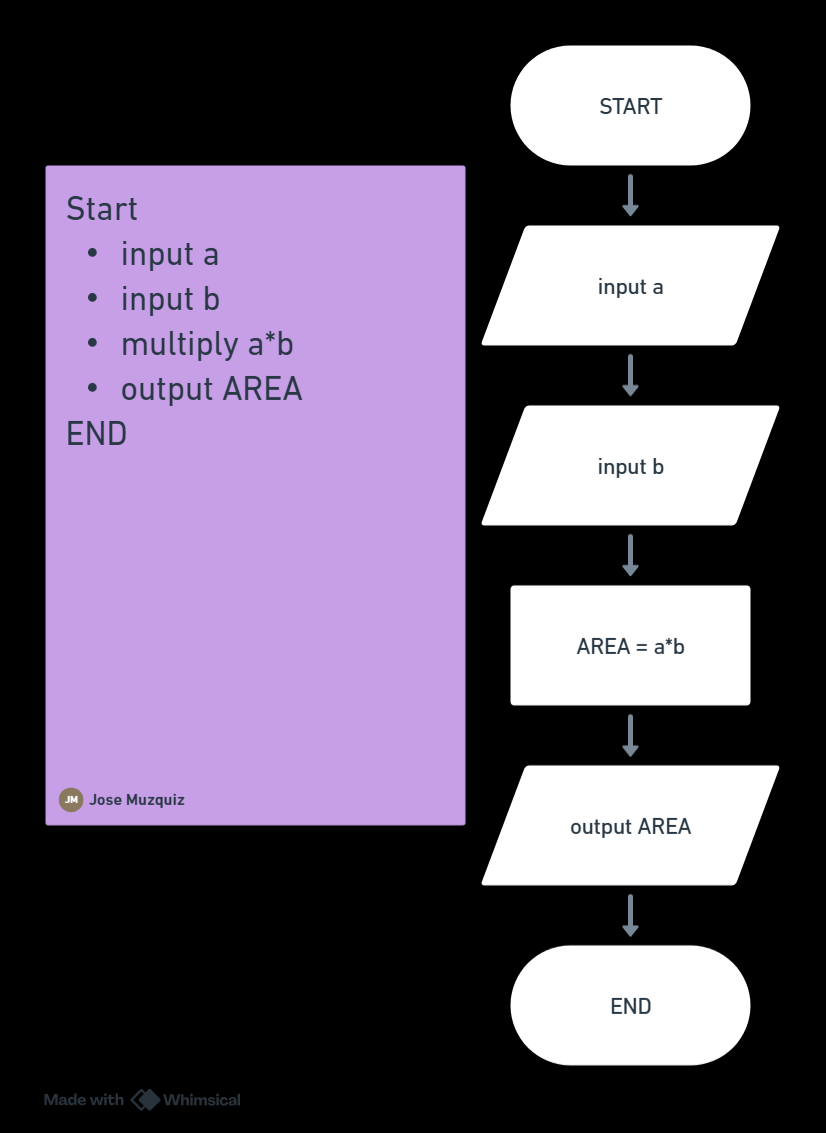 Start
• input a
• input b
• multiply a*b
• output AREA
END
JM Jose Muzquiz
START
input a
input b
AREA = a*b
output AREA
END
Made with Whimsical